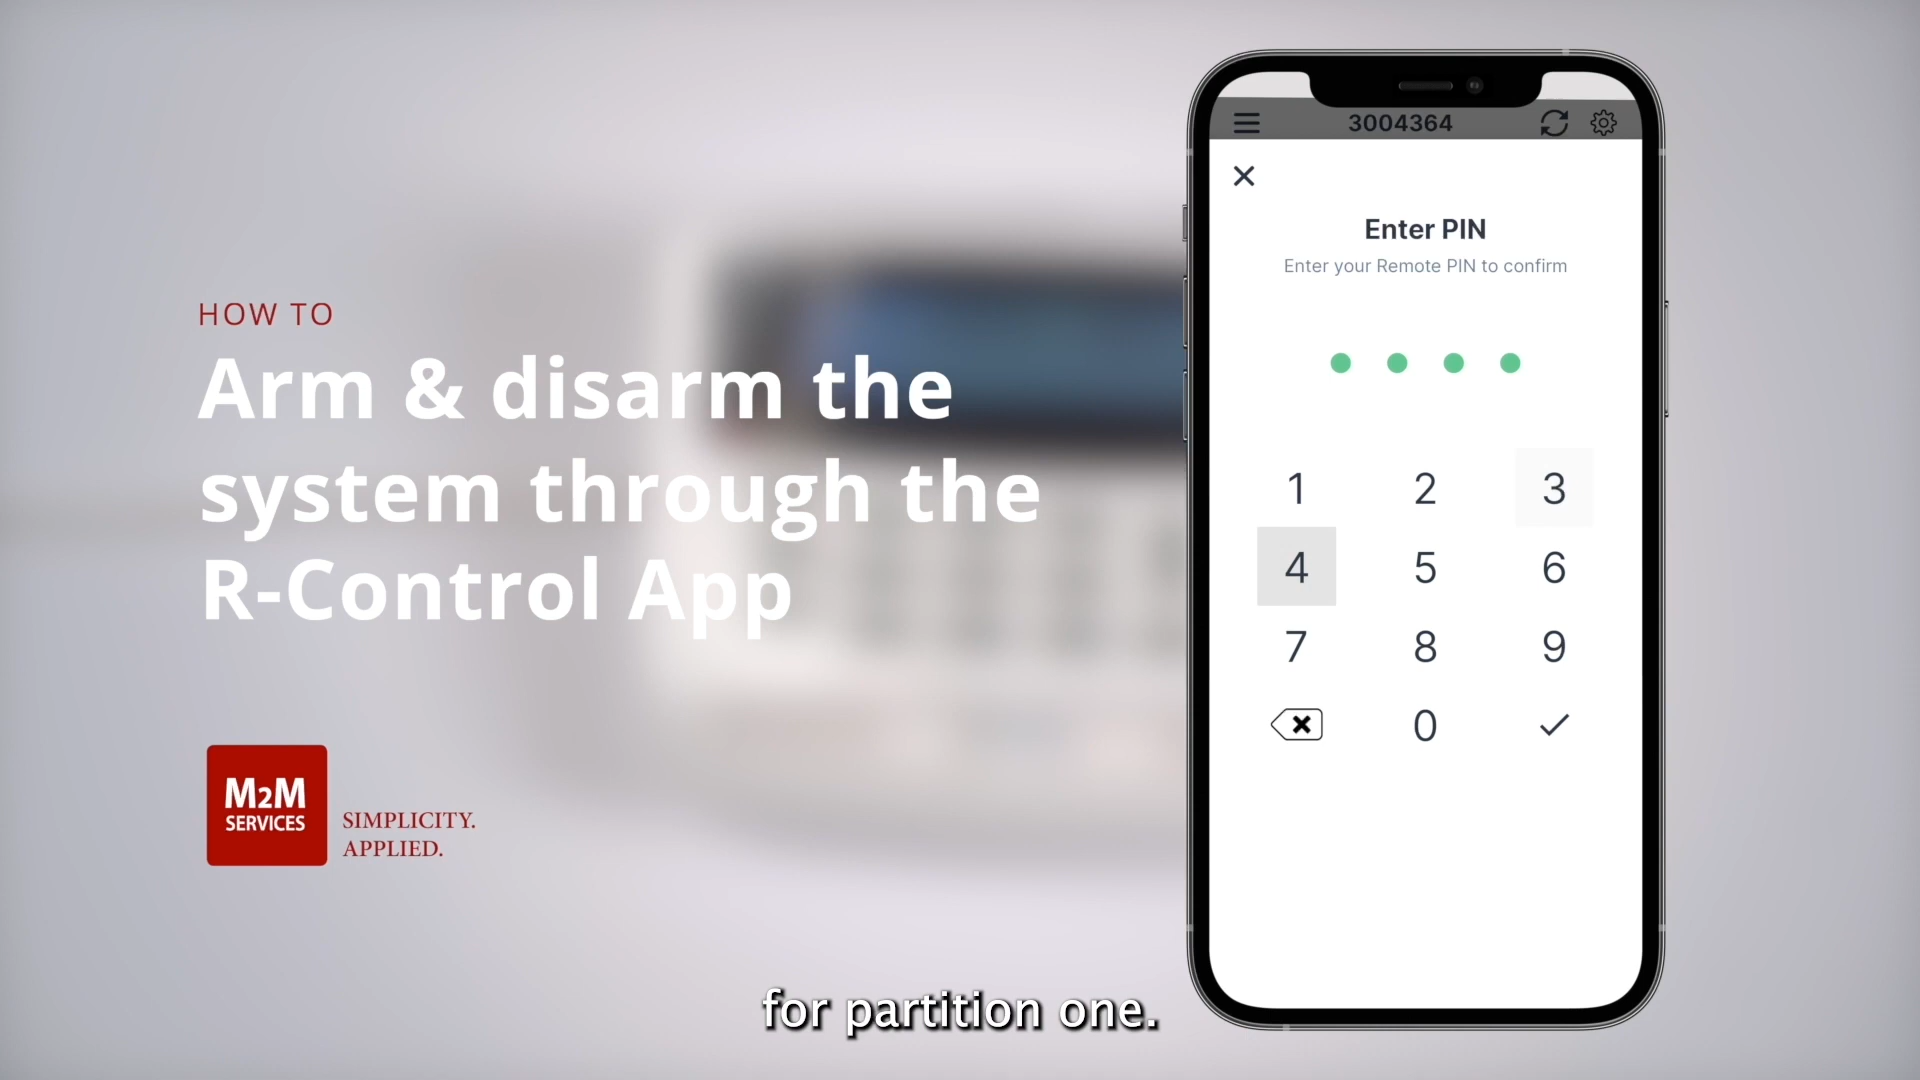 HOW TO
Arm & disarm the
system through the
R-Control App
M2M
SERVICES
SIMPLICITY.
APPLIED.
3004364
Enter PIN
Enter your Remote PIN to confirm
1 2 3
4 5 6
7 8 9
0
for partition one.